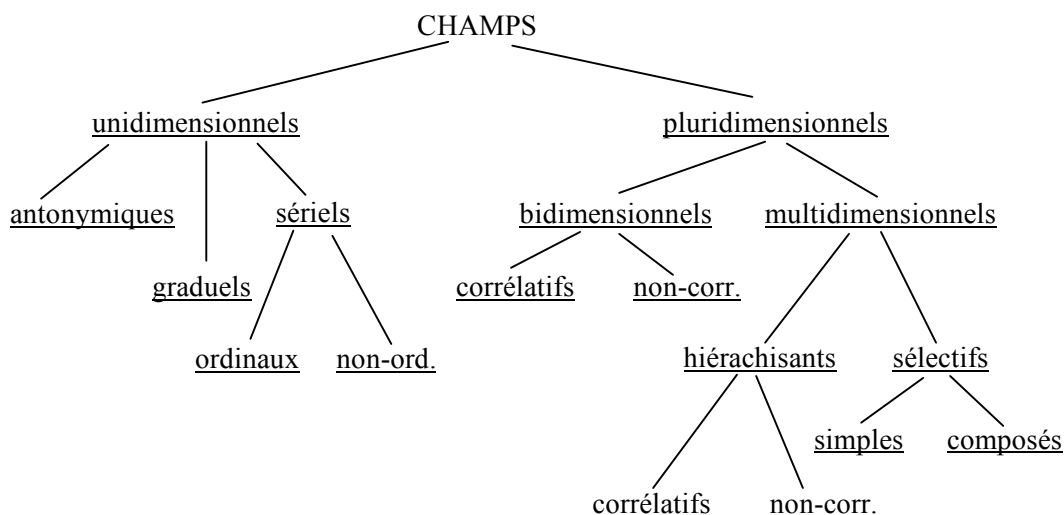 CHAMPS
unidimensionnels pluridimensionnels
antonymiques sériels bidimensionnels multidimensionnels
graduels corrélatifs non-corr.
ordinaux non-ord. hiérachisants sélectifs
simples composés
corrélatifs non-corr.